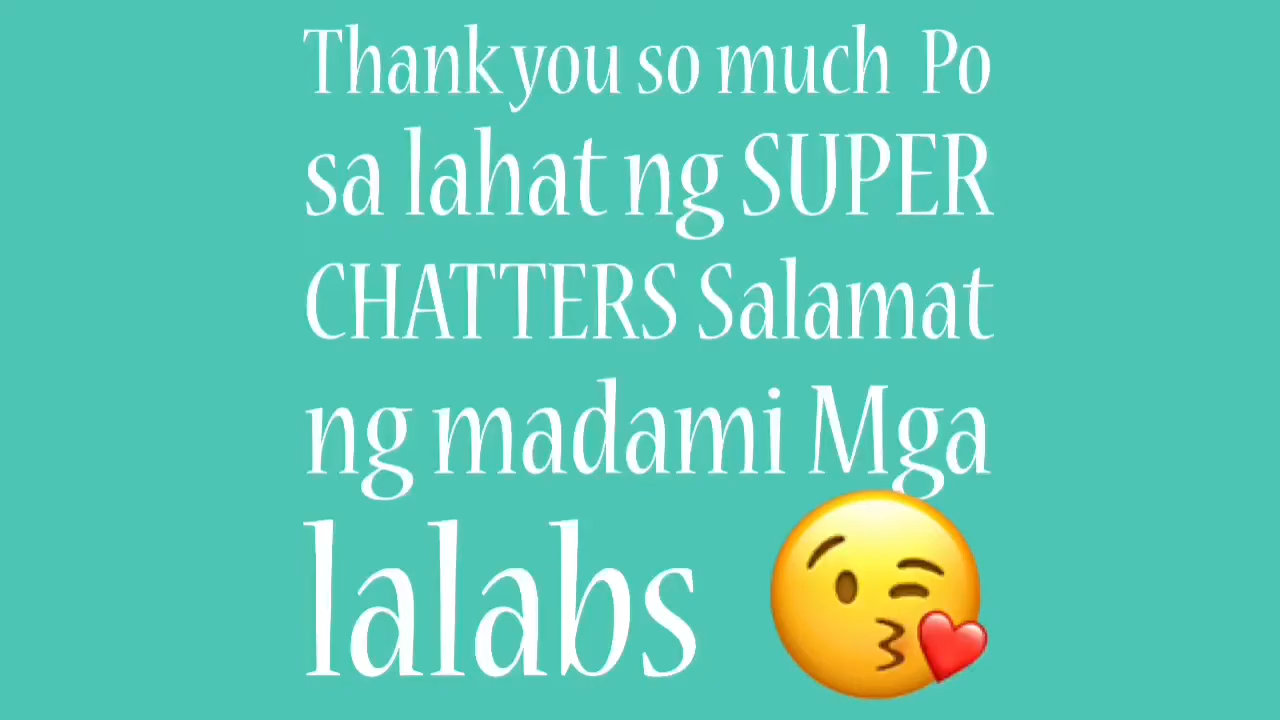 Thank you so much Po
sa lahat ng SUPER
CHATTERS Salamat
ng madami Mga
lalabs